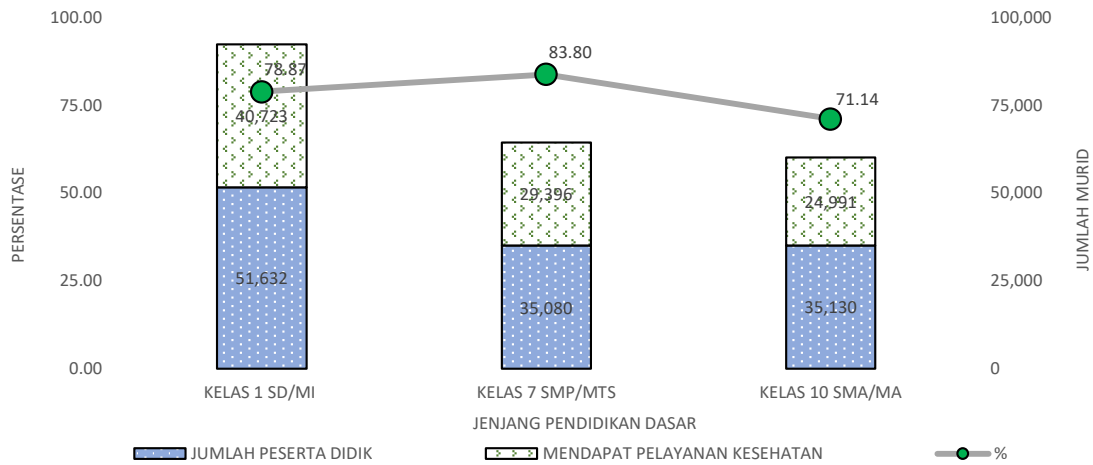 100.00
75.00
50.00
25.00
0.00
PERSENTASE
100,000
75,000
50,000
25,000
0
JUMLAH MURID
78.87
83.80
71.14
40,723
29,396
24,991
51,632
35,080
35,130
KELAS 1 SD/MI
KELAS 7 SMP/MTS
KELAS 10 SMA/MA
JENJANG PENDIDIKAN DASAR
JUMLAH PESERTA DIDIK
MENDAPAT PELAYANAN KESEHATAN
%